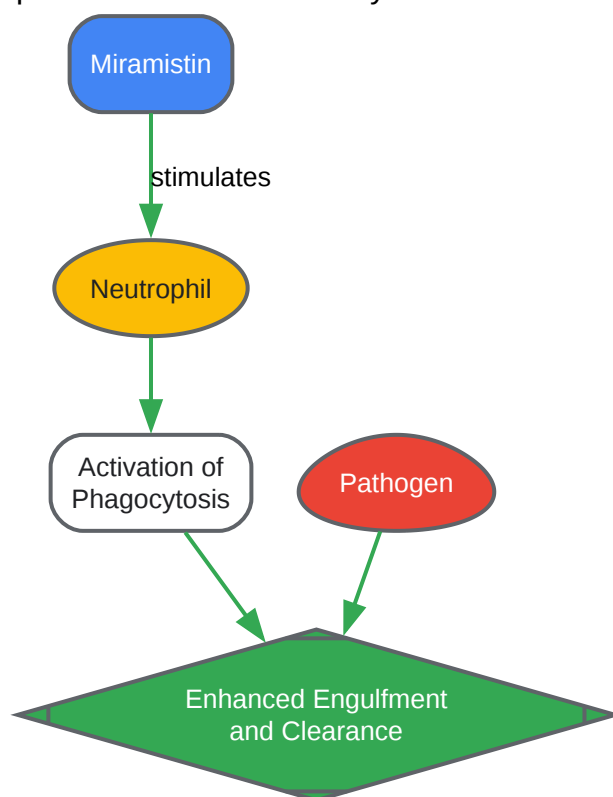 Miramistin
stimulates
Neutrophil
Activation of
Phagocytosis
Pathogen
Enhanced Engulfment
and Clearance